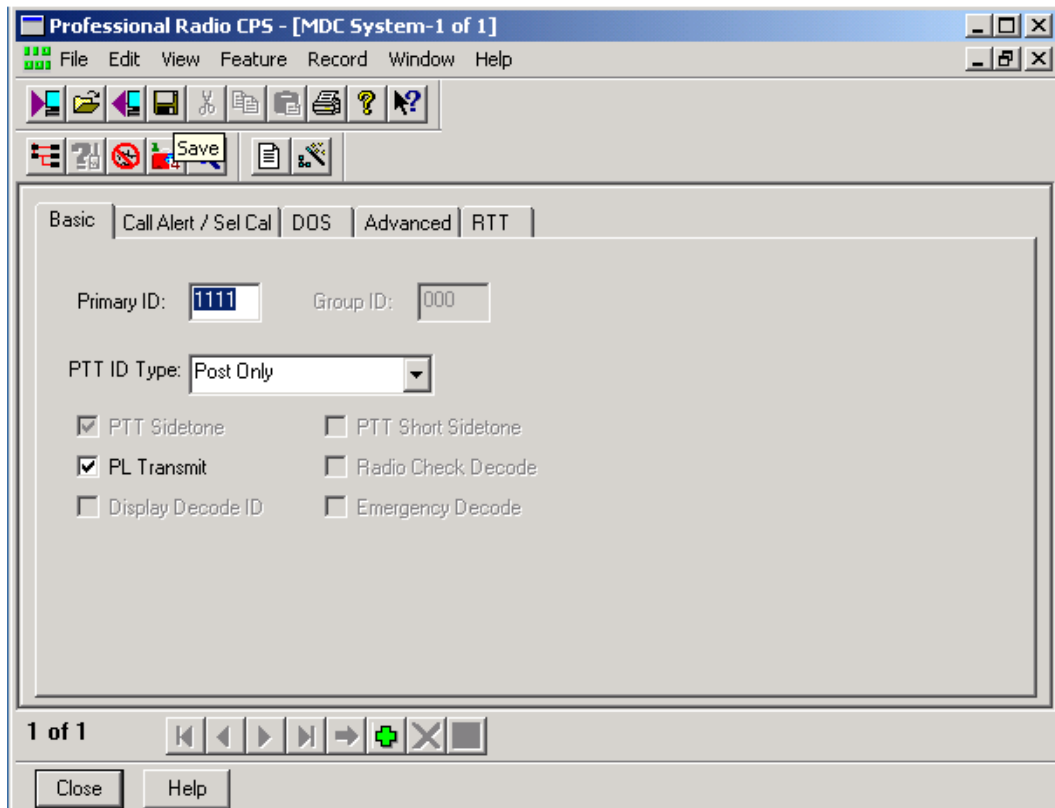 Professional Radio CPS - [MDC System-1 of 1]
File Edit View Feature Record Window Help
Save
Basic Call Alert / Sel Cal DOS Advanced RTT
Primary ID: 1111 Group ID: 000
PTT ID Type: Post Only
PTT Sidetone PTT Short Sidetone
PL Transmit Radio Check Decode
Display Decode ID Emergency Decode
1 of 1
Close Help